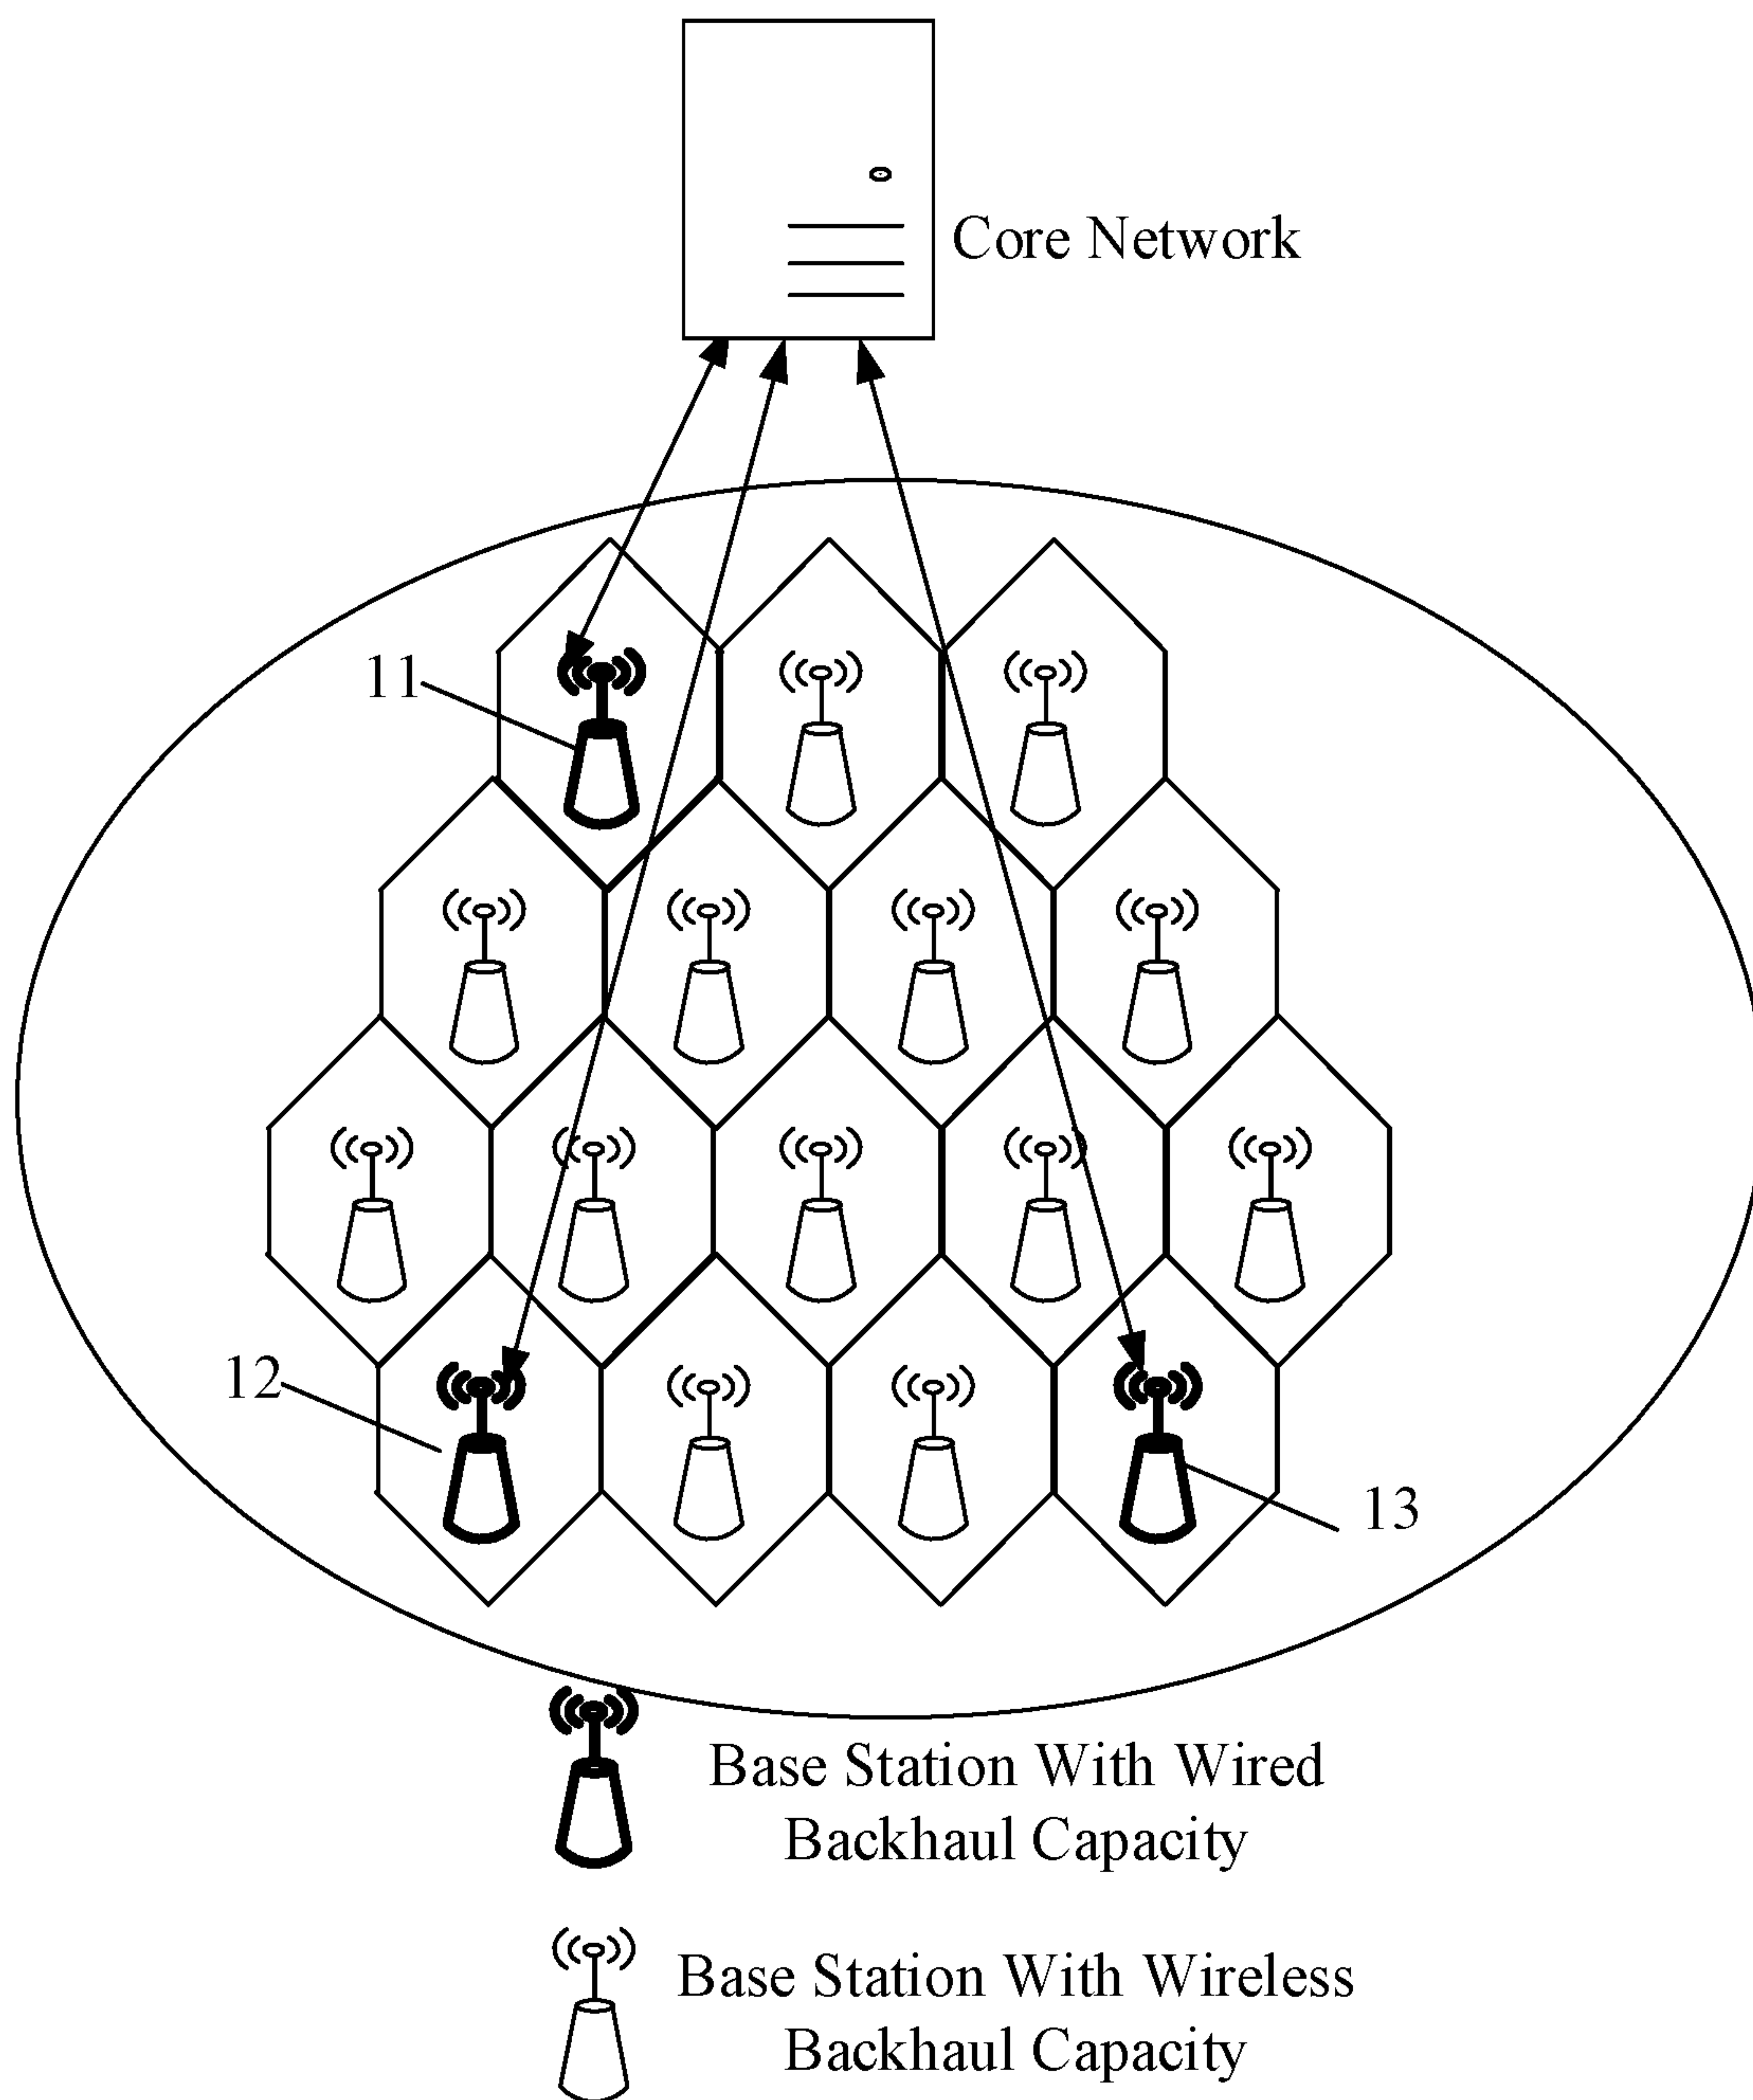 Core Network
11
12
13
Base Station With Wired
Backhaul Capacity
Base Station With Wireless
Backhaul Capacity